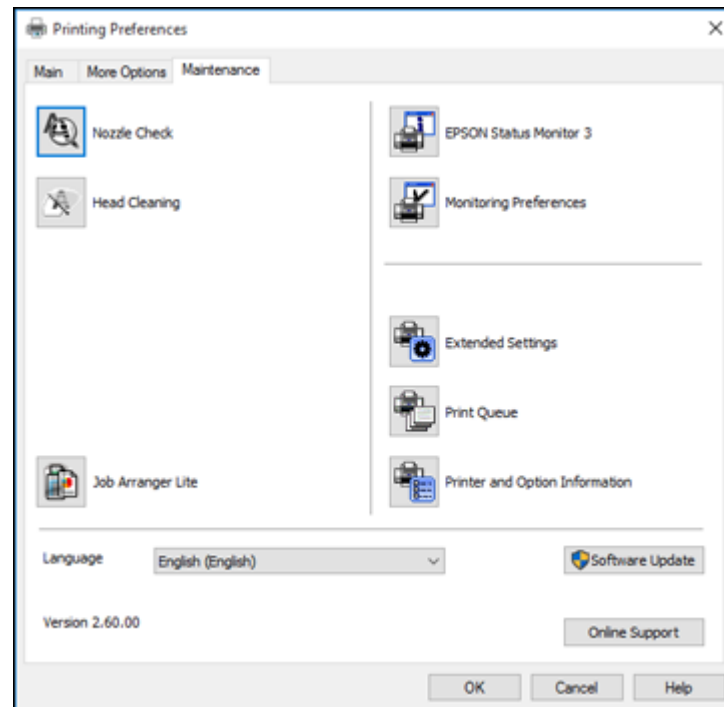 Printing Preferences
Main More Options Maintenance
Nozzle Check
EPSON Status Monitor 3
Head Cleaning
Monitoring Preferences
Extended Settings
Print Queue
Job Arranger Lite
Printer and Option Information
Language
English (English)
Software Update
Version 2.60.00
Online Support
OK Cancel Help